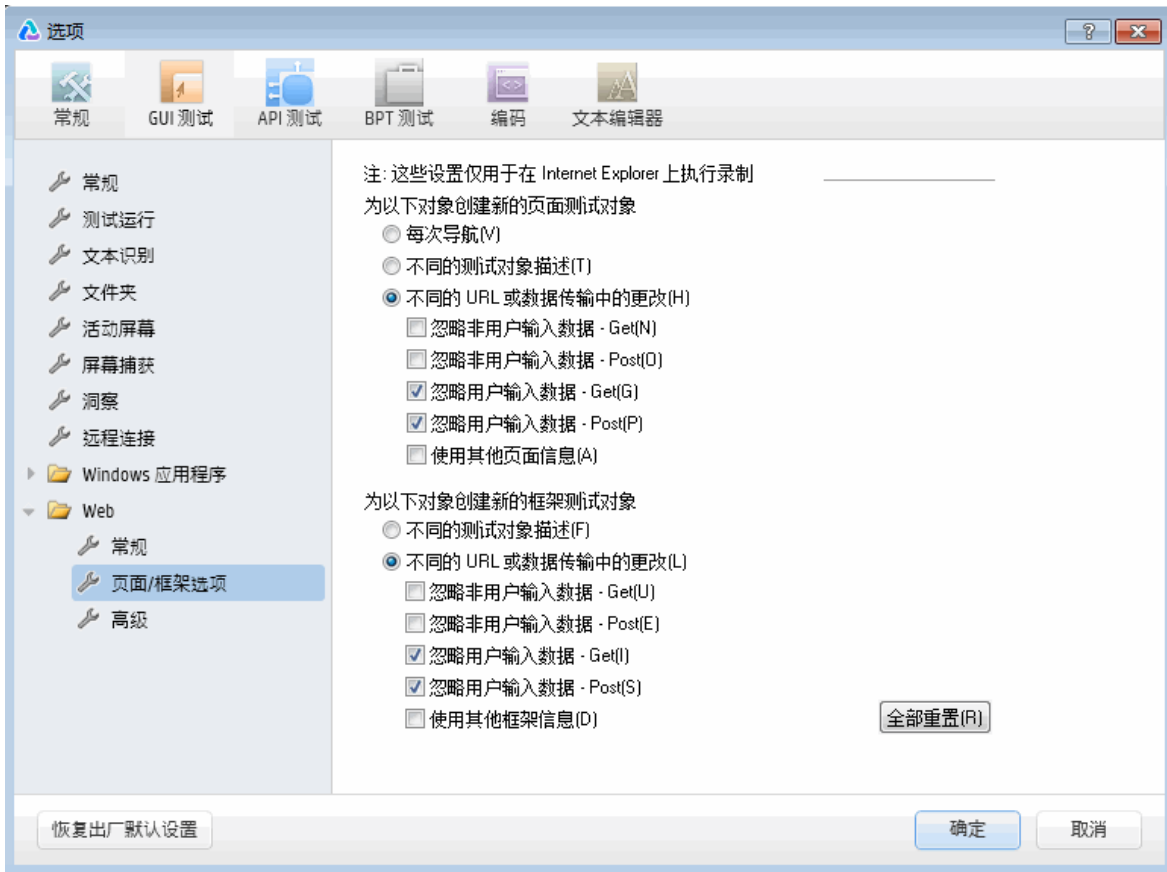 选项
常规
GUI 测试
API 测试
BPT 测试
编码
文本编辑器
常规
测试运行
文本识别
文件夹
活动屏幕
屏幕捕获
洞察
远程连接
Windows 应用程序
Web
常规
页面/框架选项
高级
注: 这些设置仅用于在 Internet Explorer 上执行录制
为以下对象创建新的页面测试对象
每次导航(V)
不同的测试对象描述(T)
不同的 URL 或数据传输中的更改(H)
忽略非用户输入数据 - Get(N)
忽略非用户输入数据 - Post(O)
忽略用户输入数据 - Get(G)
忽略用户输入数据 - Post(P)
使用其他页面信息(A)
为以下对象创建新的框架测试对象
不同的测试对象描述(F)
不同的 URL 或数据传输中的更改(L)
忽略非用户输入数据 - Get(U)
忽略非用户输入数据 - Post(E)
忽略用户输入数据 - Get(I)
忽略用户输入数据 - Post(S)
使用其他框架信息(D)
全部重置(R)
恢复出厂默认设置
确定
取消